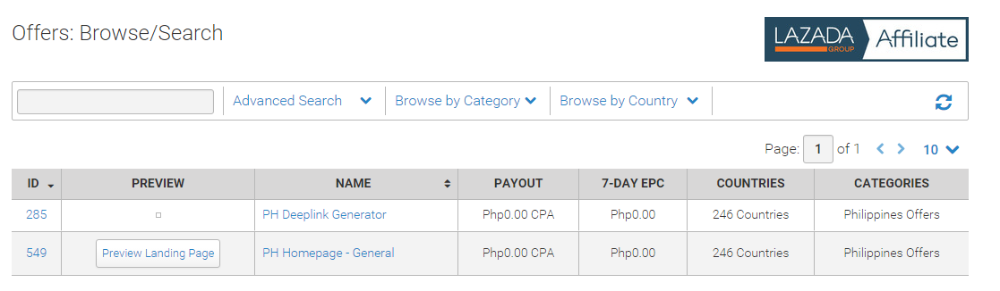 Offers: Browse/Search
LAZADA GROUP Affiliate
Advanced Search Browse by Category Browse by Country
Page: 1 of 1 10
ID PREVIEW NAME PAYOUT 7-DAY EPC COUNTRIES CATEGORIES
285 PH Deeplink Generator Php0.00 CPA Php0.00 246 Countries Philippines Offers
549 Preview Landing Page PH Homepage - General Php0.00 CPA Php0.00 246 Countries Philippines Offers